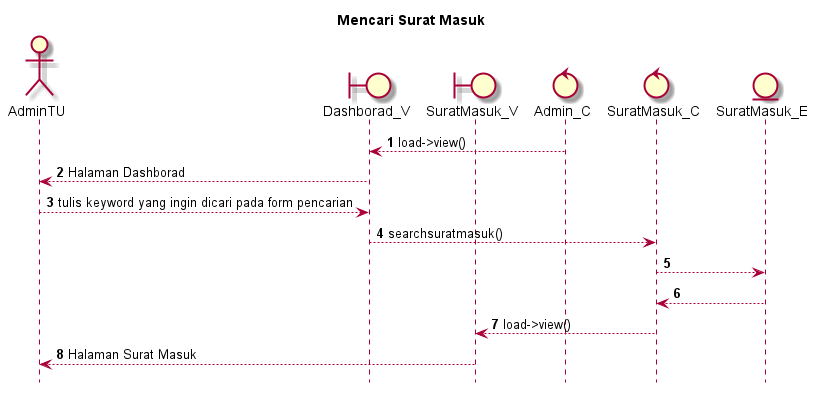 Mencari Surat Masuk
AdminTU
Dashborad_V
SuratMasuk_V
Admin_C
SuratMasuk_C
SuratMasuk_E
1 load->view()
2 Halaman Dashborad
3 tulis keyword yang ingin dicari pada form pencarian
4 searchsuratmasuk()
5
6
7 load->view()
8 Halaman Surat Masuk